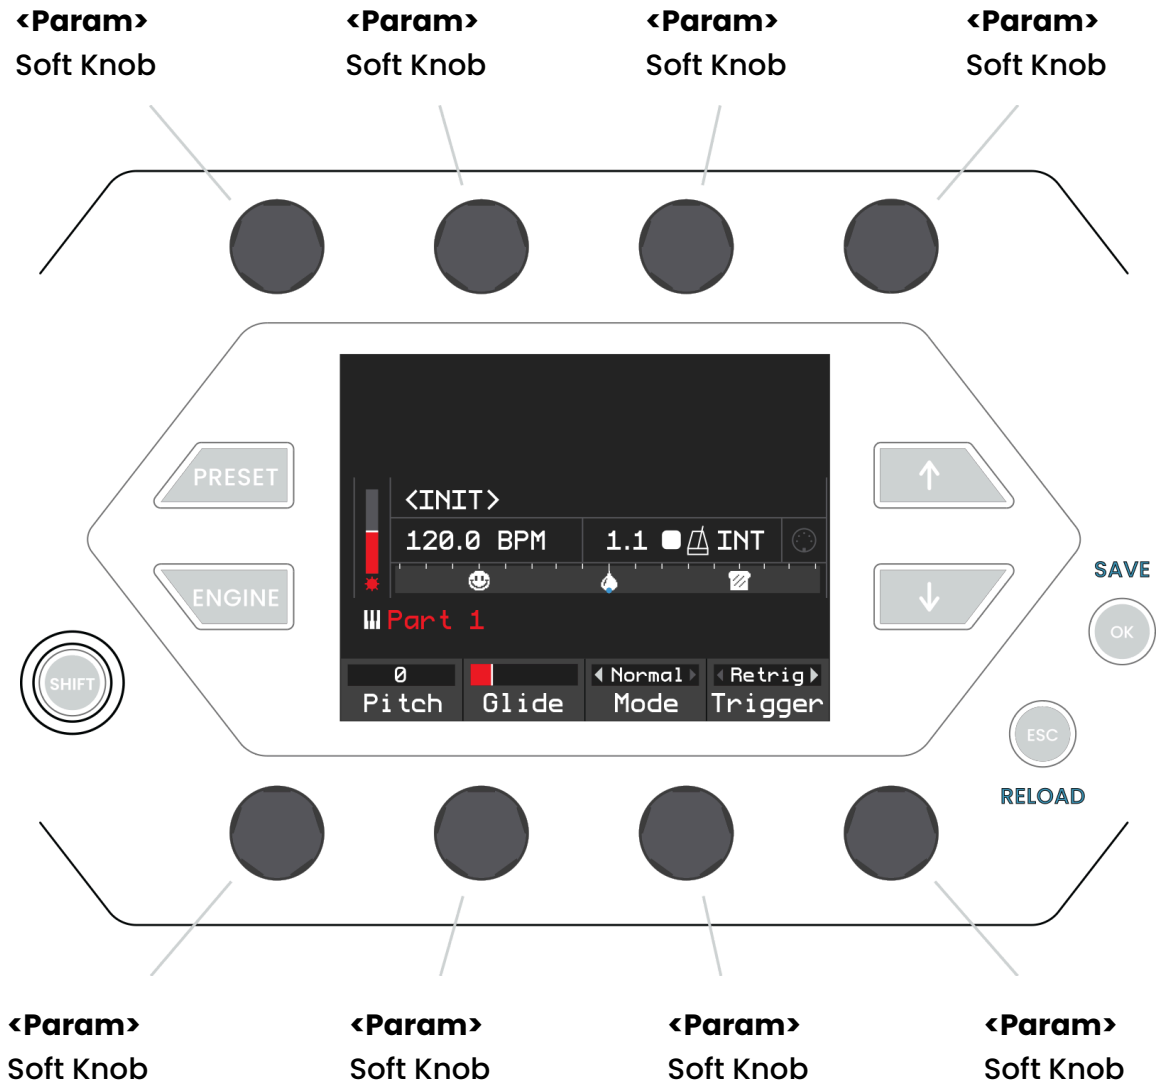 <Param> <Param> <Param> <Param>
Soft Knob Soft Knob Soft Knob Soft Knob
PRESET
<INIT>
120.0 BPM 1.1 INT
SAVE
ENGINE
OK
Part 1
SHIFT
0 Normal Retrig
Pitch Glide Mode Trigger
ESC
RELOAD
<Param> <Param> <Param> <Param>
Soft Knob Soft Knob Soft Knob Soft Knob